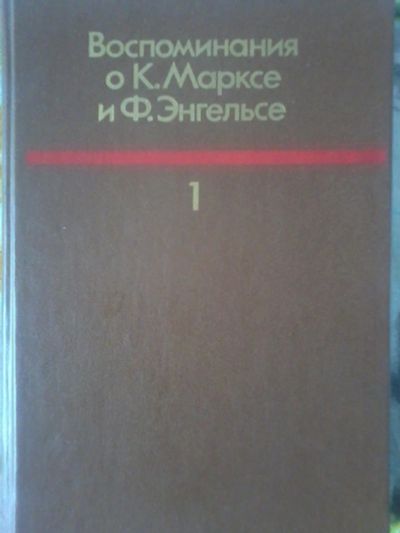 Воспоминания
о К. Марксе
и Ф. Энгельсе
1